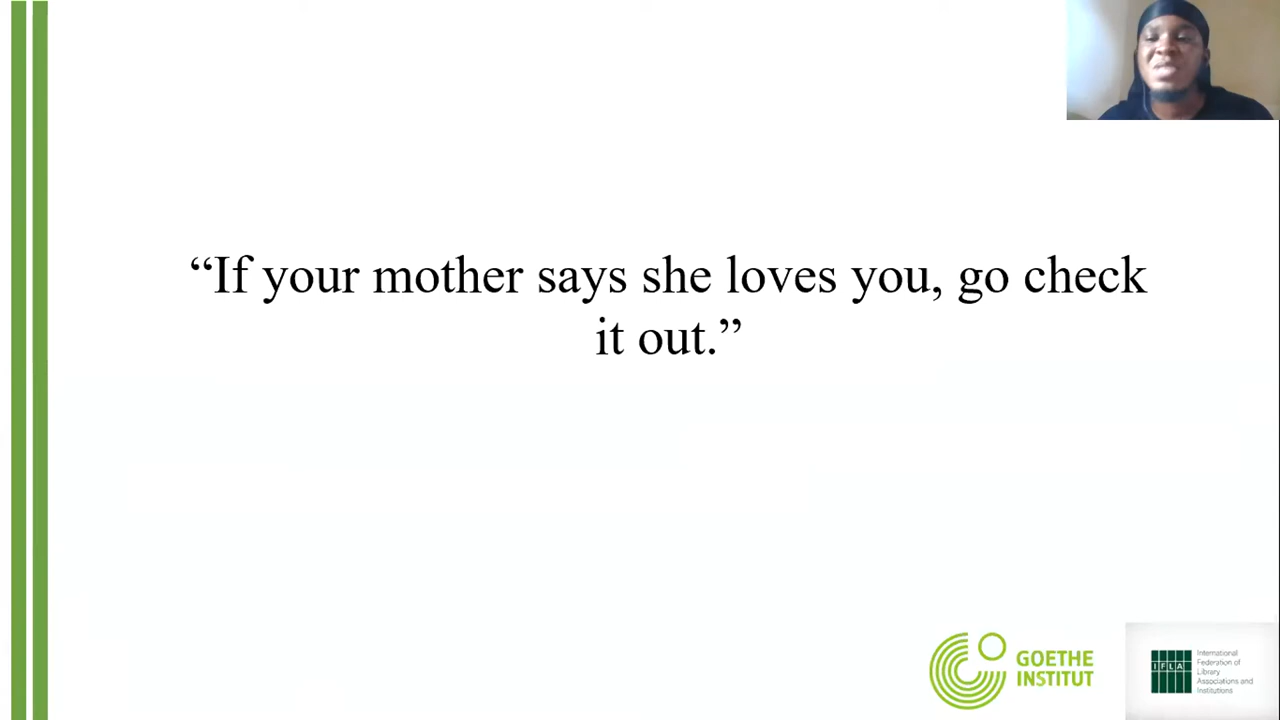 “If your mother says she loves you, go check
it out.”
GOETHE
INSTITUT
IFLA
International
Federation of
Library
Associations and
Institutions